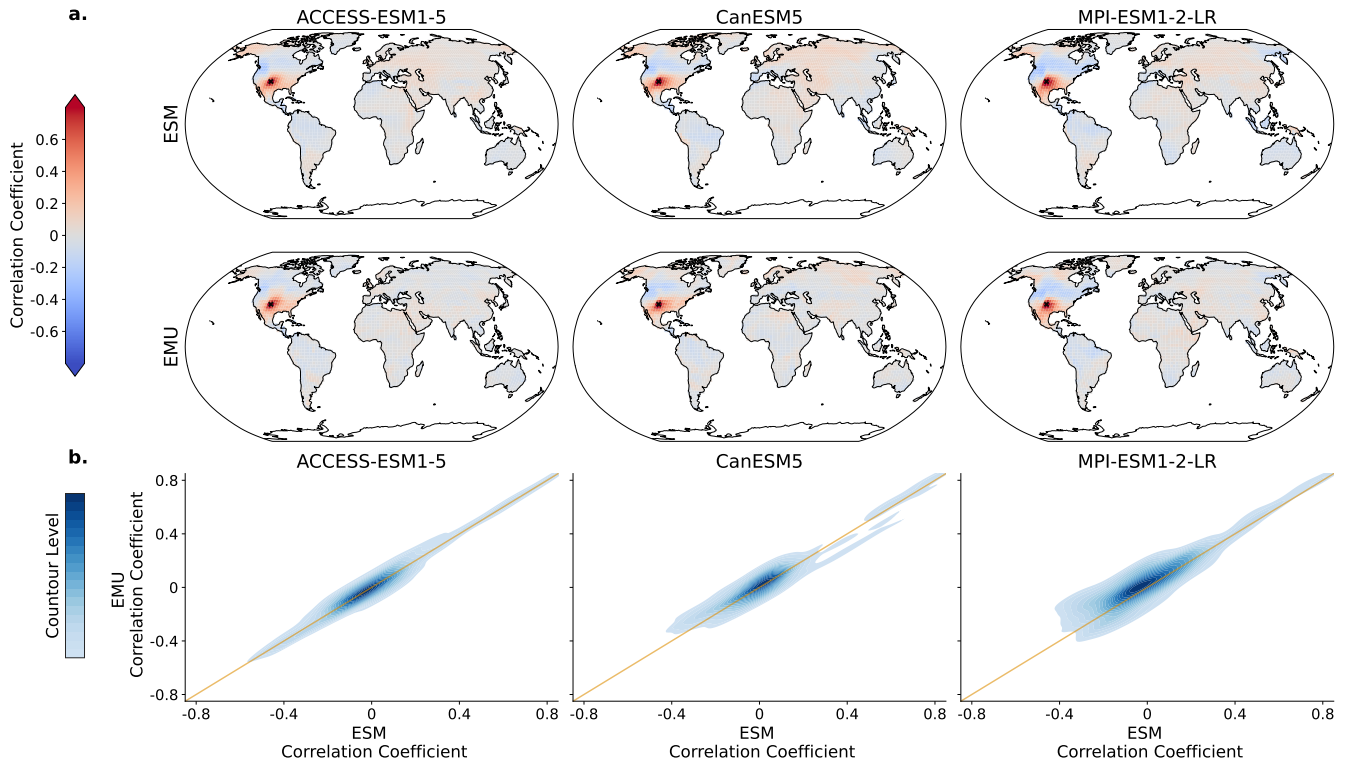 a.
ACCESS-ESM1-5
CanESM5
MPI-ESM1-2-LR
Correlation Coefficient
0.6
0.4
0.2
0
-0.2
-0.4
-0.6
ESM
EMU
b.
ACCESS-ESM1-5
CanESM5
MPI-ESM1-2-LR
Countour Level
EMU
Correlation Coefficient
0.8
0.4
0
-0.4
-0.8
-0.8 -0.4 0 0.4 0.8
-0.8 -0.4 0 0.4 0.8
-0.8 -0.4 0 0.4 0.8
ESM
Correlation Coefficient
ESM
Correlation Coefficient
ESM
Correlation Coefficient